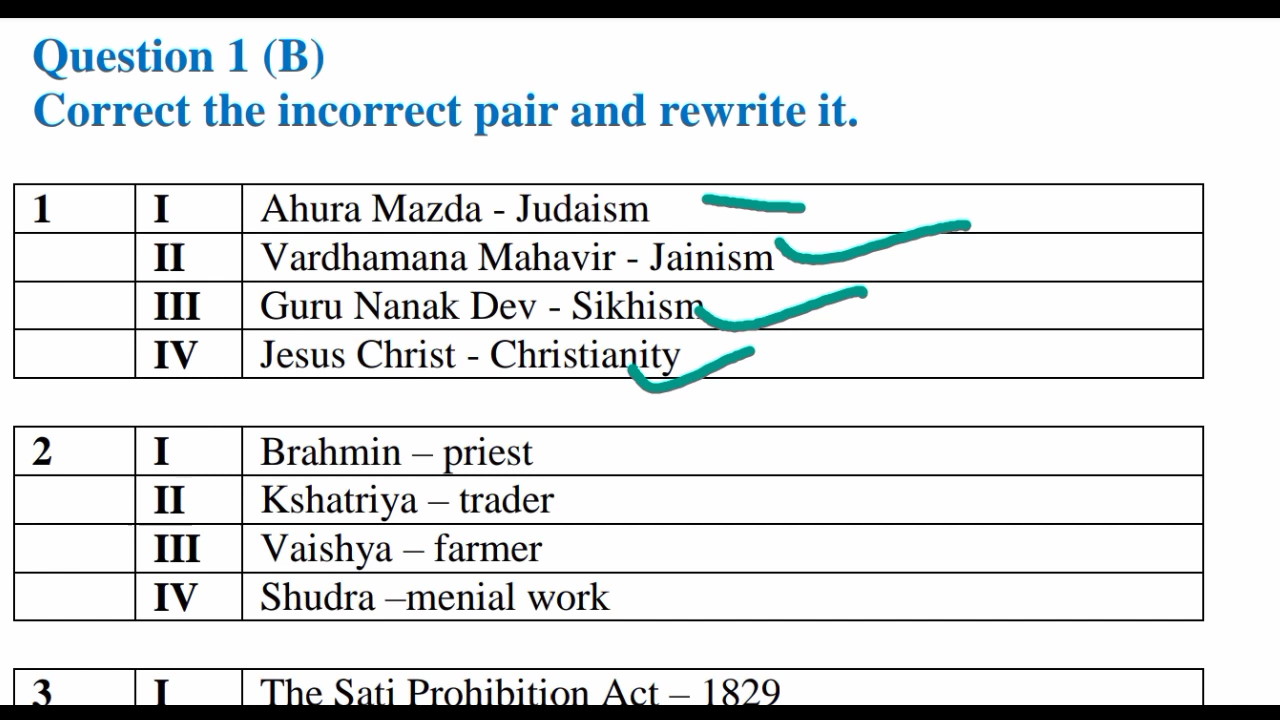 Question 1 (B)
Correct the incorrect pair and rewrite it.
1 I Ahura Mazda - Judaism
II Vardhamana Mahavir - Jainism
III Guru Nanak Dev - Sikhism
IV Jesus Christ - Christianity
2 I Brahmin – priest
II Kshatriya – trader
III Vaishya – farmer
IV Shudra –menial work
3 I The Sati Prohibition Act – 1829